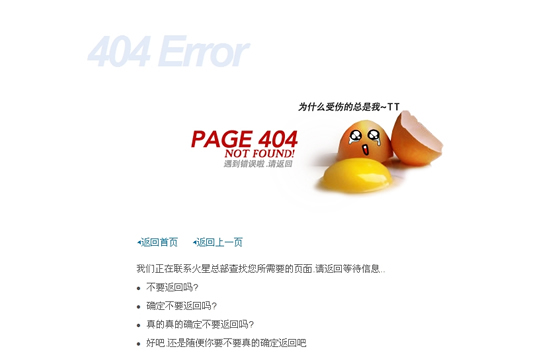 404 Error
为什么受伤的总是我~TT
PAGE 404
NOT FOUND!
遇到错误啦.请返回
返回首页 返回上一页
我们正在联系火星总部查找您所需要的页面.请返回等待信息...
不要返回吗?
确定不要返回吗?
真的真的确定不要返回吗?
好吧.还是随便你要不要真的确定返回吧